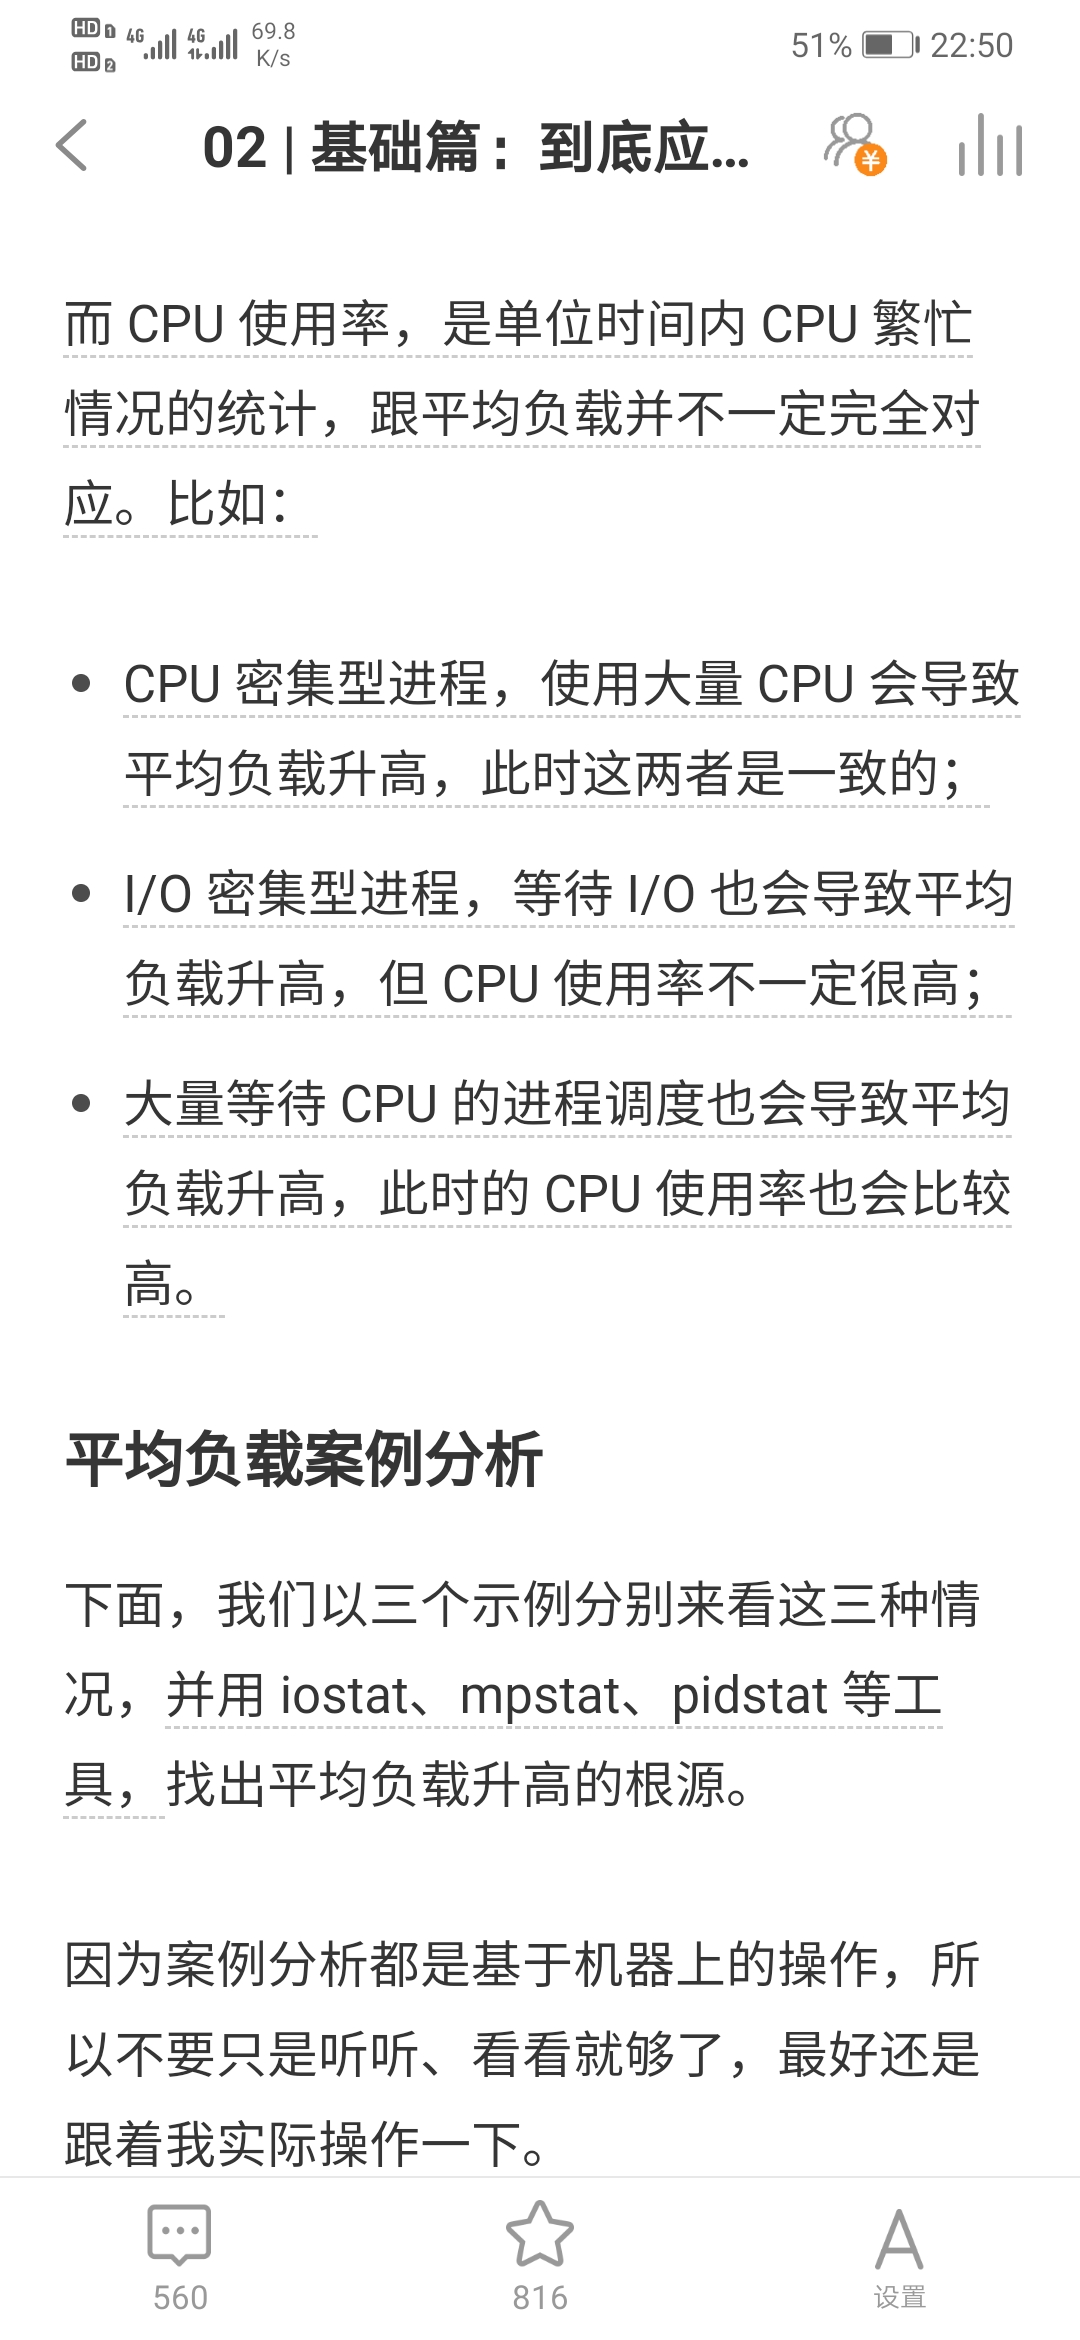 HD 1 4G 4G 69.8 51% 22:50
HD 2 K/s
02 | 基础篇：到底应...
而 CPU 使用率，是单位时间内 CPU 繁忙
情况的统计，跟平均负载并不一定完全对
应。比如：
• CPU 密集型进程，使用大量 CPU 会导致
平均负载升高，此时这两者是一致的；
• I/O 密集型进程，等待 I/O 也会导致平均
负载升高，但 CPU 使用率不一定很高；
• 大量等待 CPU 的进程调度也会导致平均
负载升高，此时的 CPU 使用率也会比较
高。
平均负载案例分析
下面，我们以三个示例分别来看这三种情
况，并用 iostat、mpstat、pidstat 等工
具，找出平均负载升高的根源。
因为案例分析都是基于机器上的操作，所
以不要只是听听、看看就够了，最好还是
跟着我实际操作一下。
560 816 设置